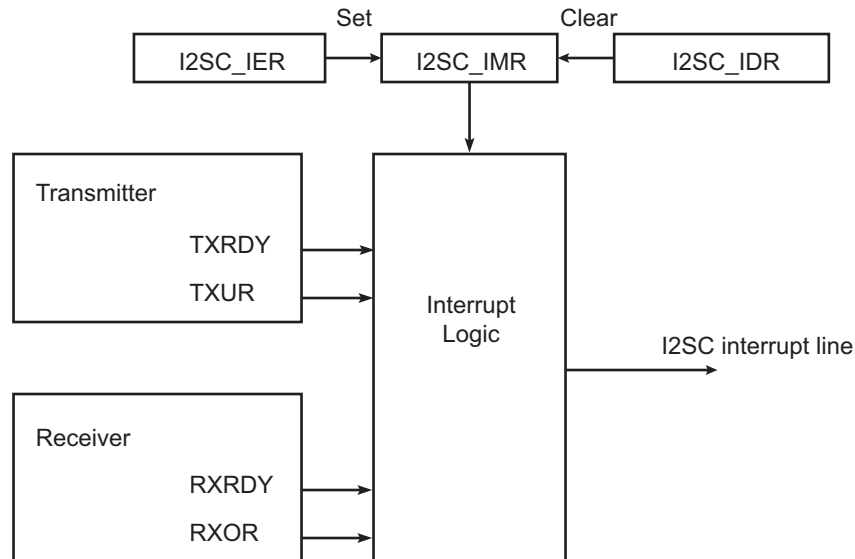 Set
Clear
I2SC_IER
I2SC_IMR
I2SC_IDR
Transmitter
TXRDY
TXUR
Interrupt
Logic
I2SC interrupt line
Receiver
RXRDY
RXOR